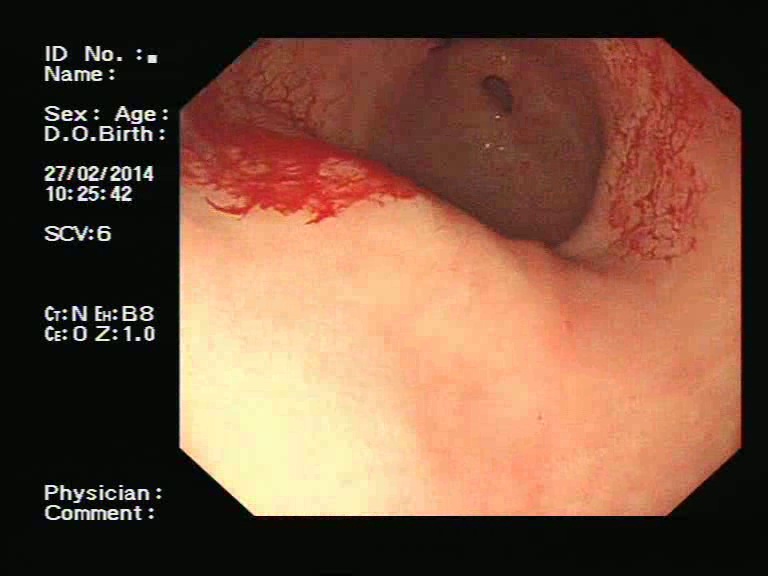 ID No. :
Name:
Sex: Age:
D.O.Birth:
27/02/2014
10:25:42
SCV:6
CT:N EH:B8
CE:0 Z:1.0
Physician:
Comment: